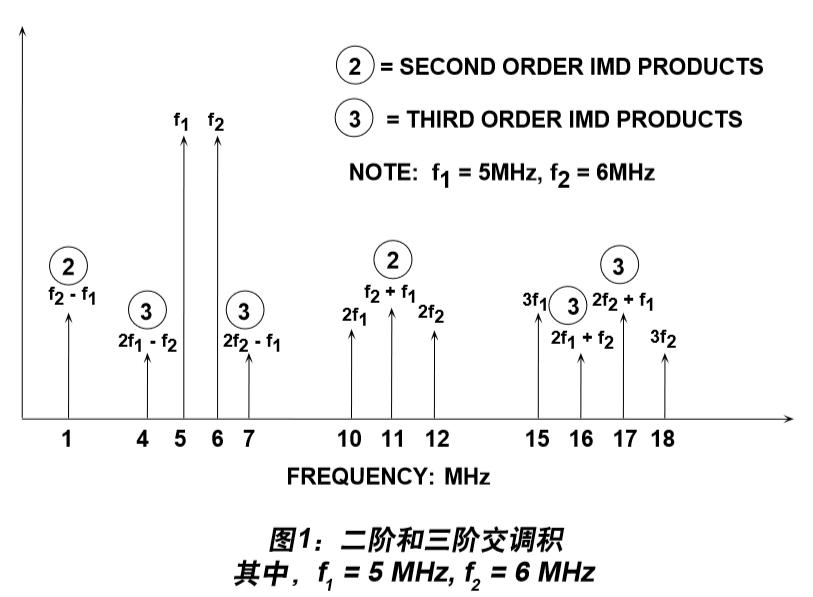 ② = SECOND ORDER IMD PRODUCTS
③ = THIRD ORDER IMD PRODUCTS
NOTE: f₁ = 5MHz, f₂ = 6MHz
f₁ f₂
② ② ③
f₂ - f₁ f₂ + f₁ 3f₁ ③ 2f₂ + f₁
③ ③ 2f₁ 2f₂
2f₁ - f₂ 2f₂ - f₁ 2f₁ + f₂ 3f₂
1 4 5 6 7 10 11 12 15 16 17 18
FREQUENCY: MHz
图1：二阶和三阶交调积
其中，f₁ = 5 MHz, f₂ = 6 MHz